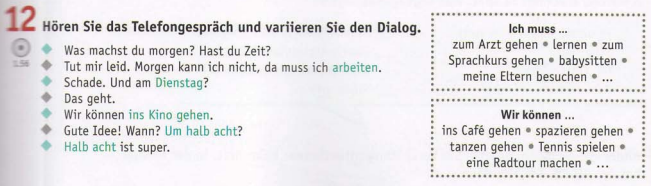 12 Hören Sie das Telefongespräch und variieren Sie den Dialog.
1.56
Was machst du morgen? Hast du Zeit?
Tut mir leid. Morgen kann ich nicht, da muss ich arbeiten.
Schade. Und am Dienstag?
Das geht.
Wir können ins Kino gehen.
Gute Idee! Wann? Um halb acht?
Halb acht ist super.
Ich muss ...
zum Arzt gehen • lernen • zum
Sprachkurs gehen • babysitten •
meine Eltern besuchen • ...
Wir können ...
ins Café gehen • spazieren gehen •
tanzen gehen • Tennis spielen •
eine Radtour machen • ...